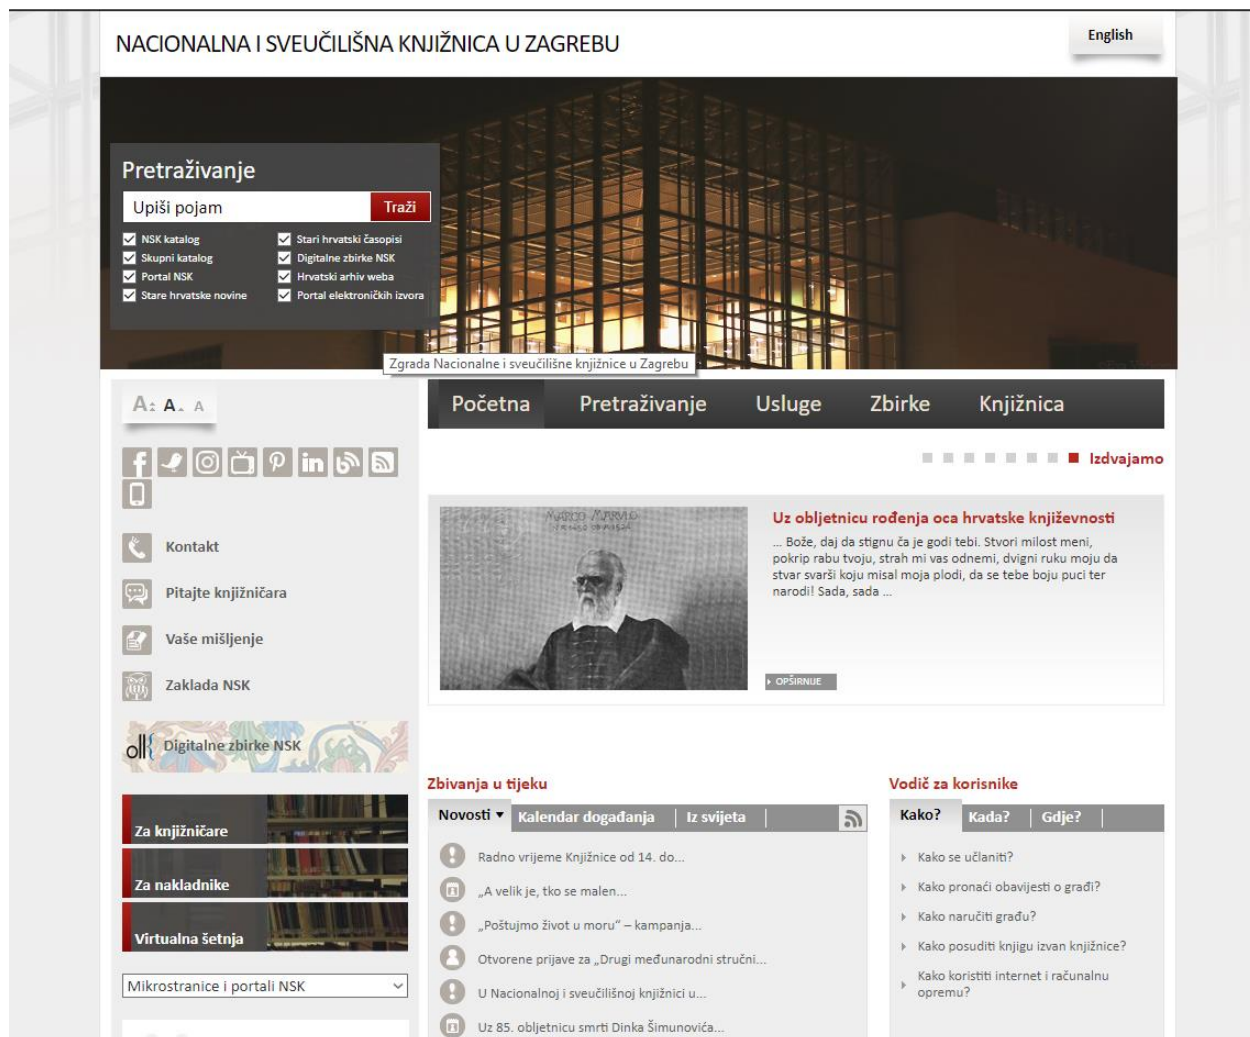 NACIONALNA I SVEUČILIŠNA KNJIŽNICA U ZAGREBU
English
Pretraživanje
Upiši pojam
Traži
NSK katalog
Stari hrvatski časopisi
Skupni katalog
Digitalne zbirke NSK
Portal NSK
Hrvatski arhiv weba
Stare hrvatske novine
Portal elektroničkih izvora
Zgrada Nacionalne i sveučilišne knjižnice u Zagrebu
A A A
Početna Pretraživanje Usluge Zbirke Knjižnica
Izdvajamo
Kontakt
Pitajte knjižničara
Vaše mišljenje
Zaklada NSK
Digitalne zbirke NSK
Za knjižničare
Za nakladnike
Virtualna šetnja
Mikrostranice i portali NSK
MARCO MARVLO
Uz obljetnicu rođenja oca hrvatske književnosti
... Bože, daj da stignu ča je godi tebi. Stvori milost meni,
pokrip rabu tvoju, strah mi vas odnemi, dvigni ruku moju da
stvar svarši koju misal moja plodi, da se tebe boju puci ter
narodi! Sada, sada ...
OPŠIRNIJE
Zbivanja u tijeku
Novosti Kalendar događanja Iz svijeta
Radno vrijeme Knjižnice od 14. do...
„A velik je, tko se malen...
„Poštujmo život u moru“ – kampanja...
Otvorene prijave za „Drugi međunarodni stručni...
U Nacionalnoj i sveučilišnoj knjižnici u...
Uz 85. obljetnicu smrti Dinka Šimunovića...
Vodič za korisnike
Kako? Kada? Gdje?
Kako se učlaniti?
Kako pronaći obavijesti o građi?
Kako naručiti građu?
Kako posuditi knjigu izvan knjižnice?
Kako koristiti internet i računalnu
opremu?